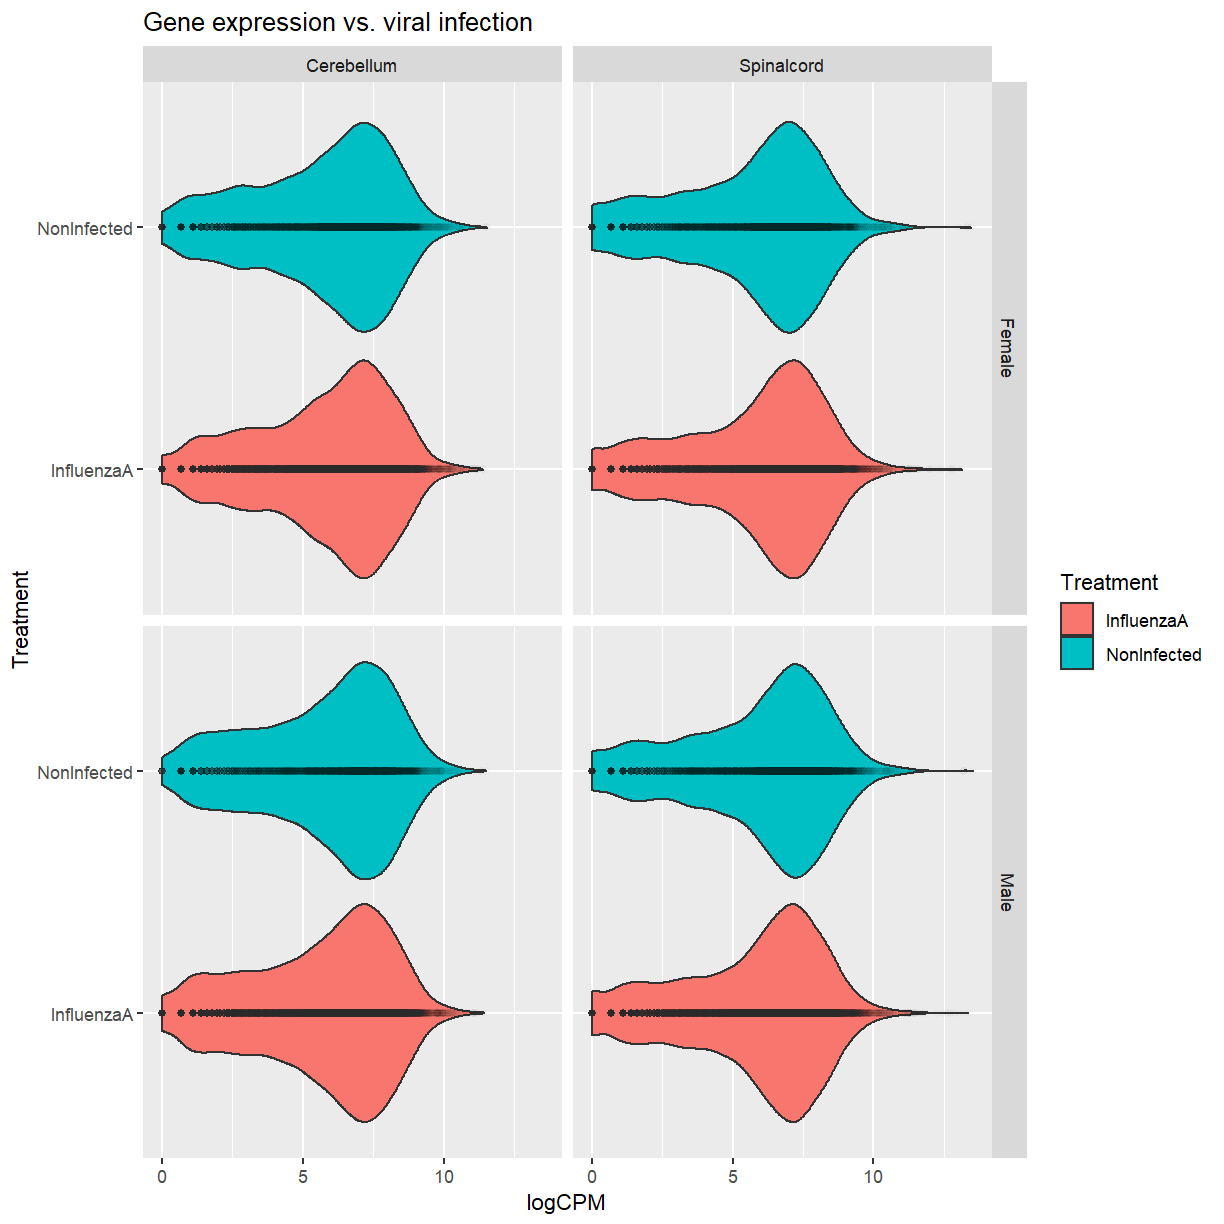 Gene expression vs. viral infection
Cerebellum
Spinalcord
NonInfected
InfluenzaA
Female
NonInfected
InfluenzaA
Male
Treatment
0 5 10
0 5 10
logCPM
Treatment
InfluenzaA
NonInfected